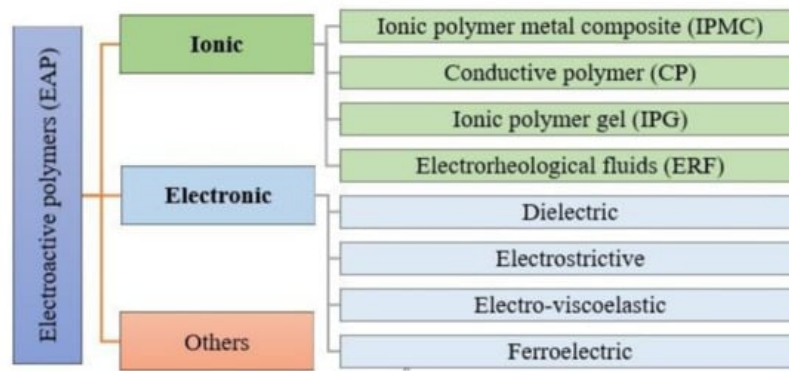 Electroactive polymers (EAP)
Ionic
Ionic polymer metal composite (IPMC)
Conductive polymer (CP)
Ionic polymer gel (IPG)
Electrorheological fluids (ERF)
Electronic
Dielectric
Electrostrictive
Electro-viscoelastic
Ferroelectric
Others